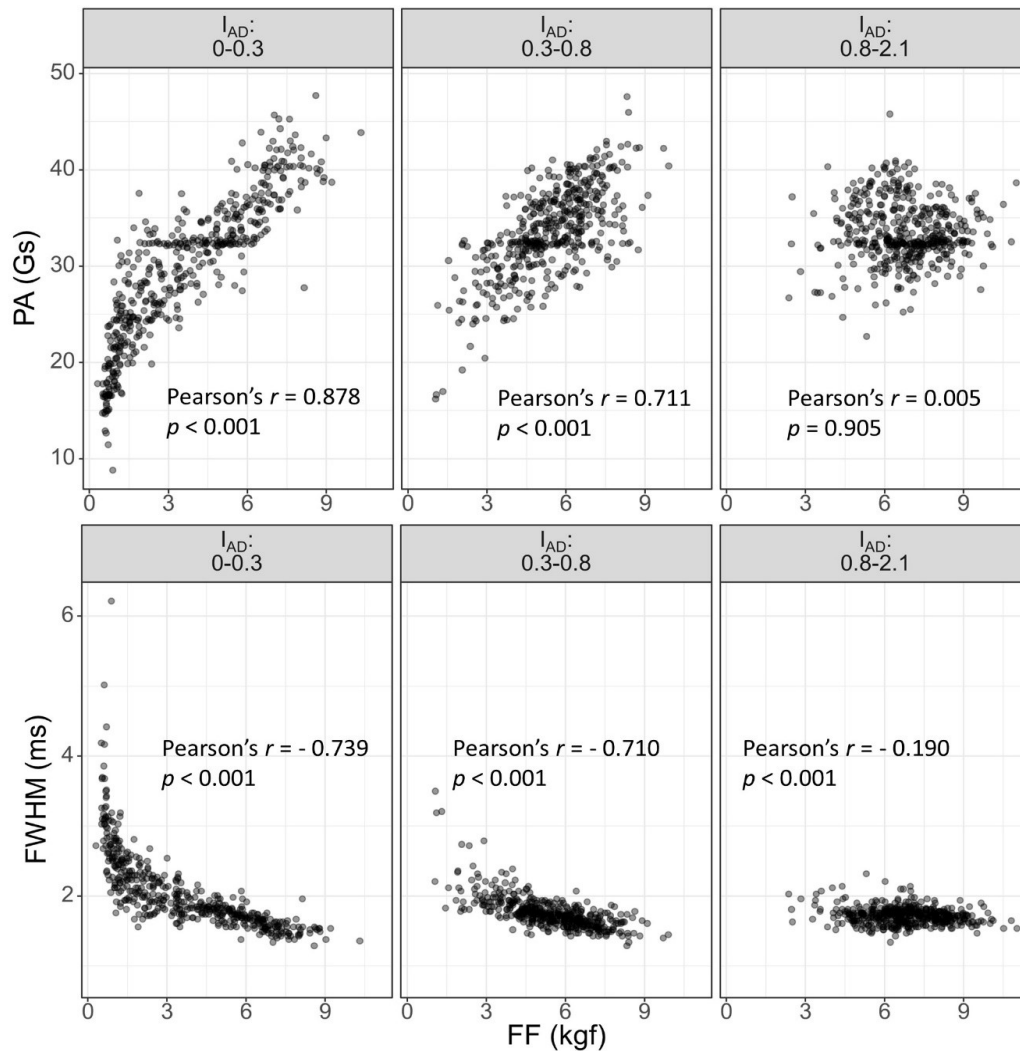 I_AD:
0-0.3
I_AD:
0.3-0.8
I_AD:
0.8-2.1
PA (Gs)
50
40
30
20
10
Pearson's r = 0.878
p < 0.001
Pearson's r = 0.711
p < 0.001
Pearson's r = 0.005
p = 0.905
0 3 6 9
0 3 6 9
0 3 6 9
I_AD:
0-0.3
I_AD:
0.3-0.8
I_AD:
0.8-2.1
FWHM (ms)
6
4
2
Pearson's r = - 0.739
p < 0.001
Pearson's r = - 0.710
p < 0.001
Pearson's r = - 0.190
p < 0.001
0 3 6 9
0 3 6 9
0 3 6 9
FF (kgf)